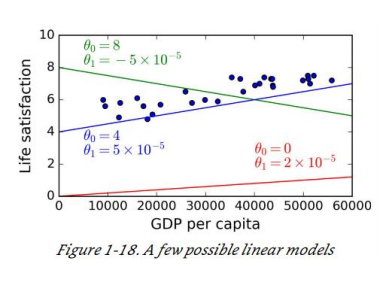 10
8
6
4
2
0
Life satisfaction
θ₀ = 8
θ₁ = − 5 × 10⁻⁵
θ₀ = 4
θ₁ = 5 × 10⁻⁵
θ₀ = 0
θ₁ = 2 × 10⁻⁵
0 10000 20000 30000 40000 50000 60000
GDP per capita
Figure 1-18. A few possible linear models